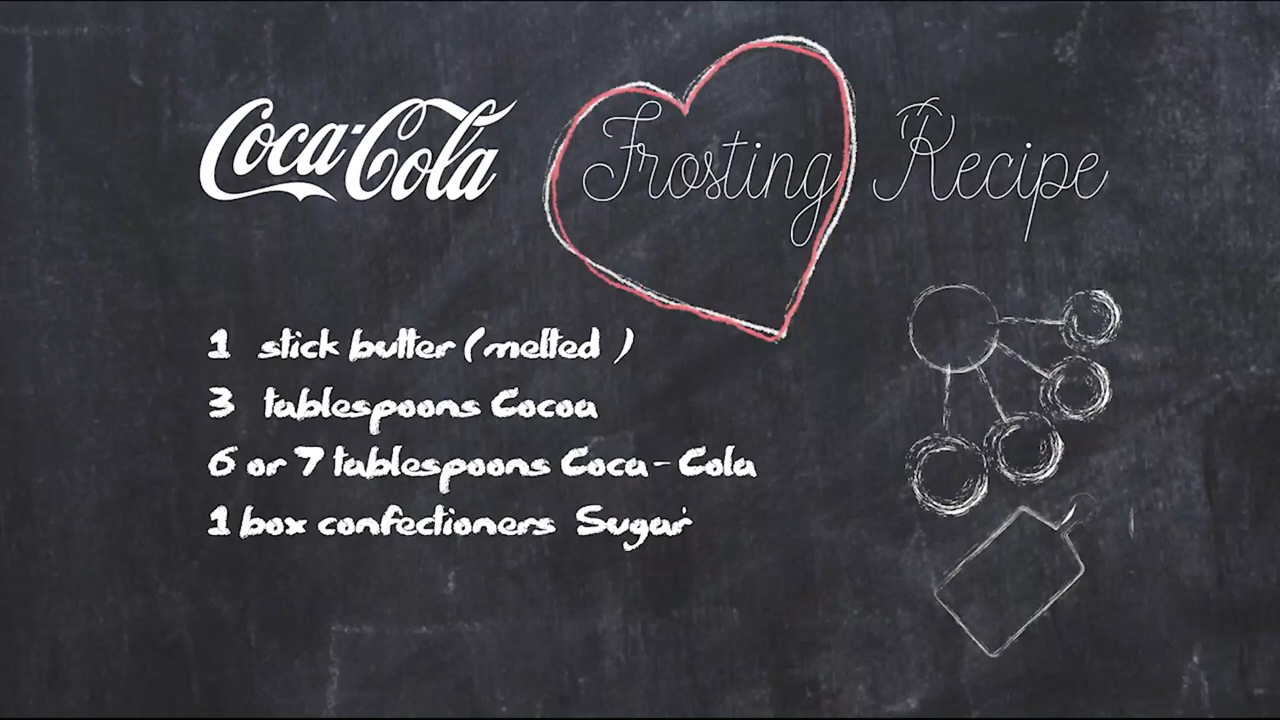 Coca-Cola Frosting Recipe
1 stick butter (melted )
3 tablespoons Cocoa
6 or 7 tablespoons Coca-Cola
1 box confectioners Sugar